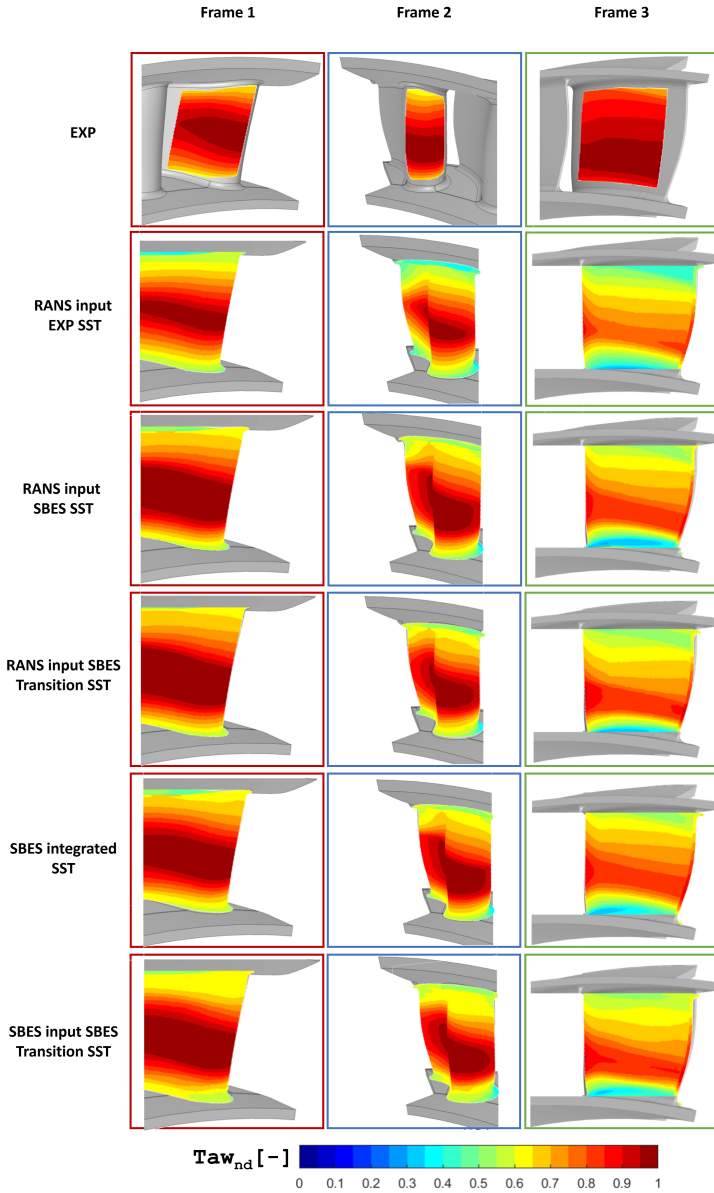 Frame 1 Frame 2 Frame 3
EXP
RANS input
EXP SST
RANS input
SBES SST
RANS input SBES
Transition SST
SBES integrated
SST
SBES input SBES
Transition SST
Taw_nd[-]
0 0.1 0.2 0.3 0.4 0.5 0.6 0.7 0.8 0.9 1